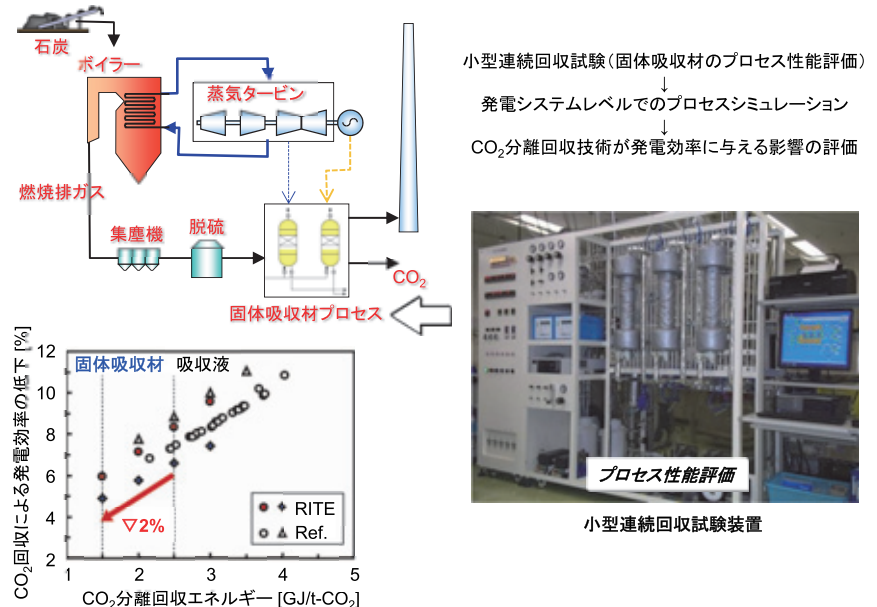 石炭
ボイラー
蒸気タービン
燃焼排ガス
集塵機
脱硫
CO₂
固体吸収材プロセス
小型連続回収試験（固体吸収材のプロセス性能評価）
↓
発電システムレベルでのプロセスシミュレーション
↓
CO₂分離回収技術が発電効率に与える影響の評価
プロセス性能評価
小型連続回収試験装置
CO₂回収による発電効率の低下 [%]
12
10
8
6
4
2
固体吸収材 吸収液
▽2%
RITE
Ref.
1 2 3 4 5
CO₂分離回収エネルギー [GJ/t-CO₂]